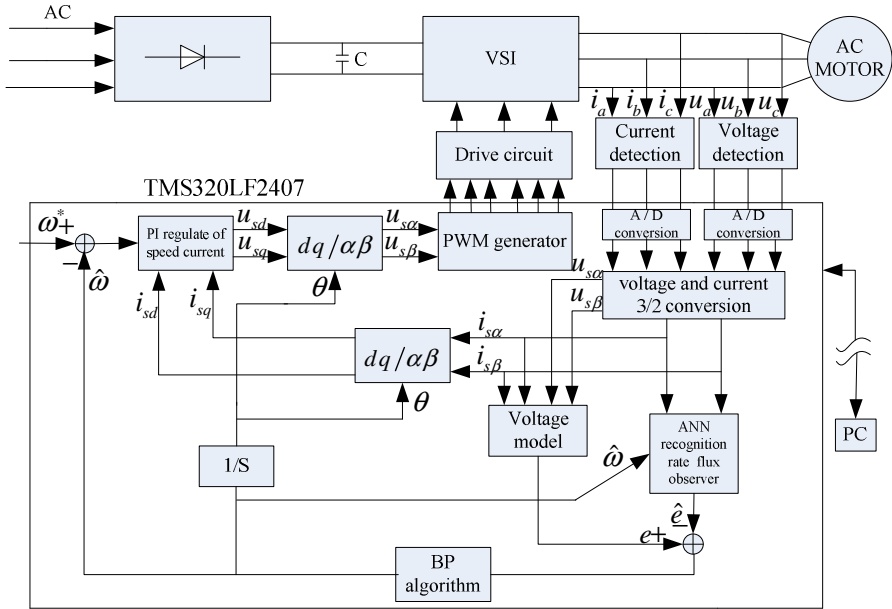 AC
C
VSI
AC
MOTOR
i_a i_b i_c u_a u_b u_c
Drive circuit
Current
detection
Voltage
detection
TMS320LF2407
ω* +
−
ω̂
PI regulate of
speed current
u_sd
u_sq
dq/αβ
u_sα
u_sβ
PWM generator
A/D
conversion
A/D
conversion
θ
i_sd
i_sq
u_sα
u_sβ
voltage and current
3/2 conversion
dq/αβ
i_sα
i_sβ
θ
Voltage
model
ANN
recognition
rate flux
observer
PC
1/S
ω̂
ê
−
e+
BP
algorithm